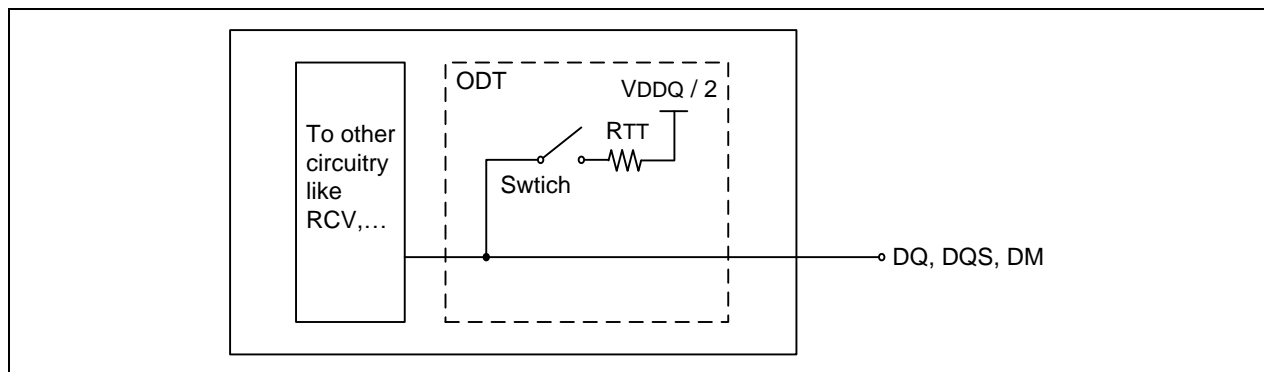 ODT
VDDQ / 2
RTT
Swtich
To other
circuitry
like
RCV,…
DQ, DQS, DM